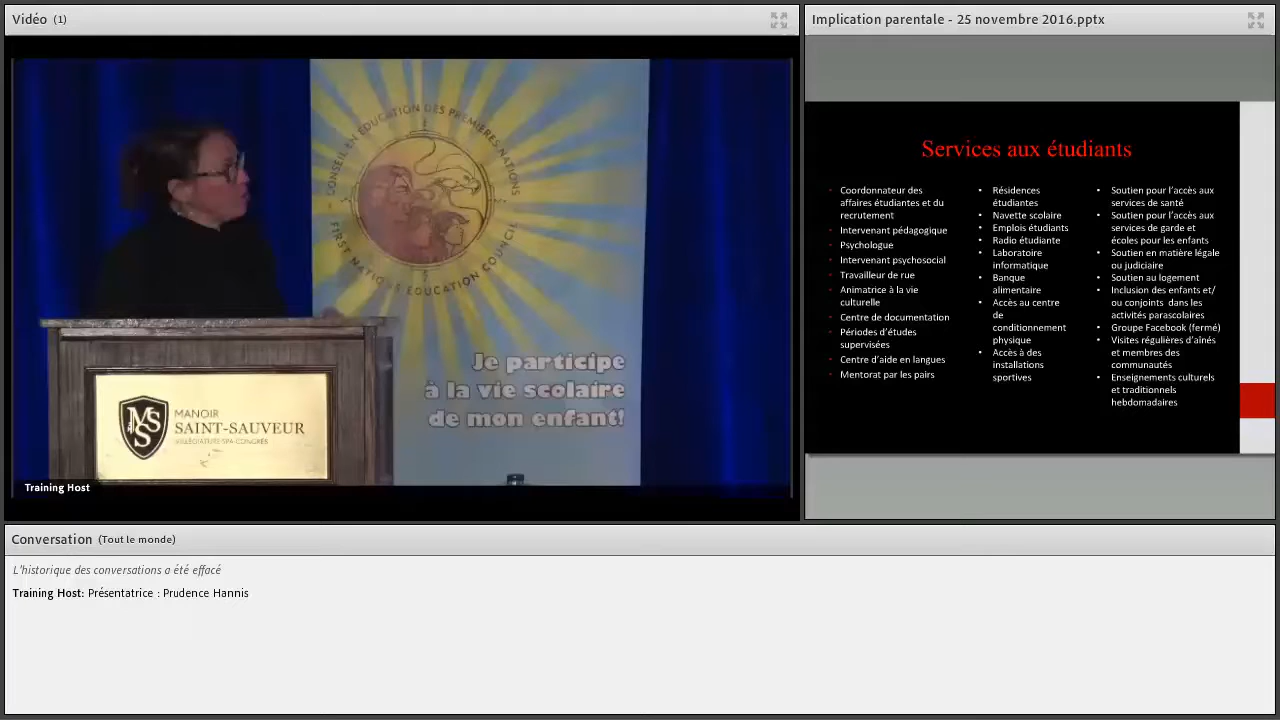 Vidéo (1)
CONSEIL EN ÉDUCATION DES PREMIÈRES NATIONS
FIRST NATIONS EDUCATION COUNCIL
Je participe
à la vie scolaire
de mon enfant!
MSS
MANOIR
SAINT-SAUVEUR
Training Host
Implication parentale - 25 novembre 2016.pptx
Services aux étudiants
• Coordonnateur des
affaires étudiantes et du
recrutement
• Intervenant pédagogique
• Psychologue
• Intervenant psychosocial
• Travailleur de rue
• Animatrice à la vie
culturelle
• Centre de documentation
• Périodes d'études
supervisées
• Centre d'aide en langues
• Mentorat par les pairs
• Résidences
étudiantes
• Navette scolaire
• Emplois étudiants
• Radio étudiante
• Laboratoire
informatique
• Banque
alimentaire
• Accès au centre
de
conditionnement
physique
• Accès à des
installations
sportives
• Soutien pour l'accès aux
services de santé
• Soutien pour l'accès aux
services de garde et
écoles pour les enfants
• Soutien en matière légale
ou judiciaire
• Soutien au logement
• Inclusion des enfants et/
ou conjoints dans les
activités parascolaires
• Groupe Facebook (fermé)
• Visites régulières d'aînés
et membres des
communautés
• Enseignements culturels
et traditionnels
hebdomadaires
Conversation (Tout le monde)
L'historique des conversations a été effacé
Training Host: Présentatrice : Prudence Hannis